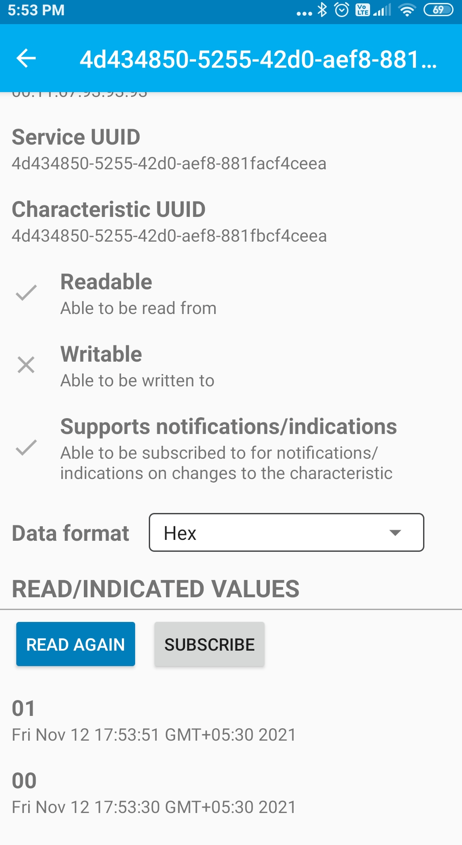 5:53 PM
Vo LTE
69
4d434850-5255-42d0-aef8-881...
Service UUID
4d434850-5255-42d0-aef8-881facf4ceea
Characteristic UUID
4d434850-5255-42d0-aef8-881fbcf4ceea
Readable
Able to be read from
Writable
Able to be written to
Supports notifications/indications
Able to be subscribed to for notifications/
indications on changes to the characteristic
Data format
Hex
READ/INDICATED VALUES
READ AGAIN
SUBSCRIBE
01
Fri Nov 12 17:53:51 GMT+05:30 2021
00
Fri Nov 12 17:53:30 GMT+05:30 2021